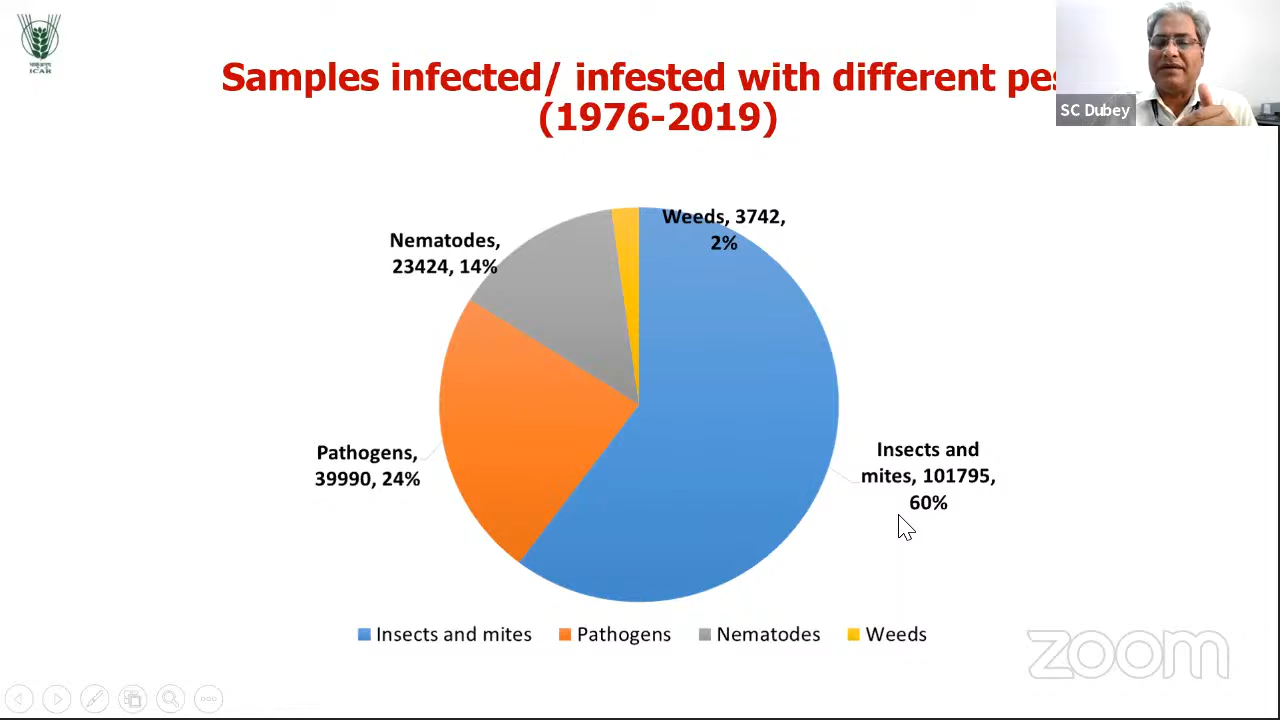 ICAR
Samples infected/ infested with different pes
(1976-2019)
SC Dubey
Weeds, 3742,
2%
Nematodes,
23424, 14%
Pathogens,
39990, 24%
Insects and
mites, 101795,
60%
Insects and mites
Pathogens
Nematodes
Weeds
zoom